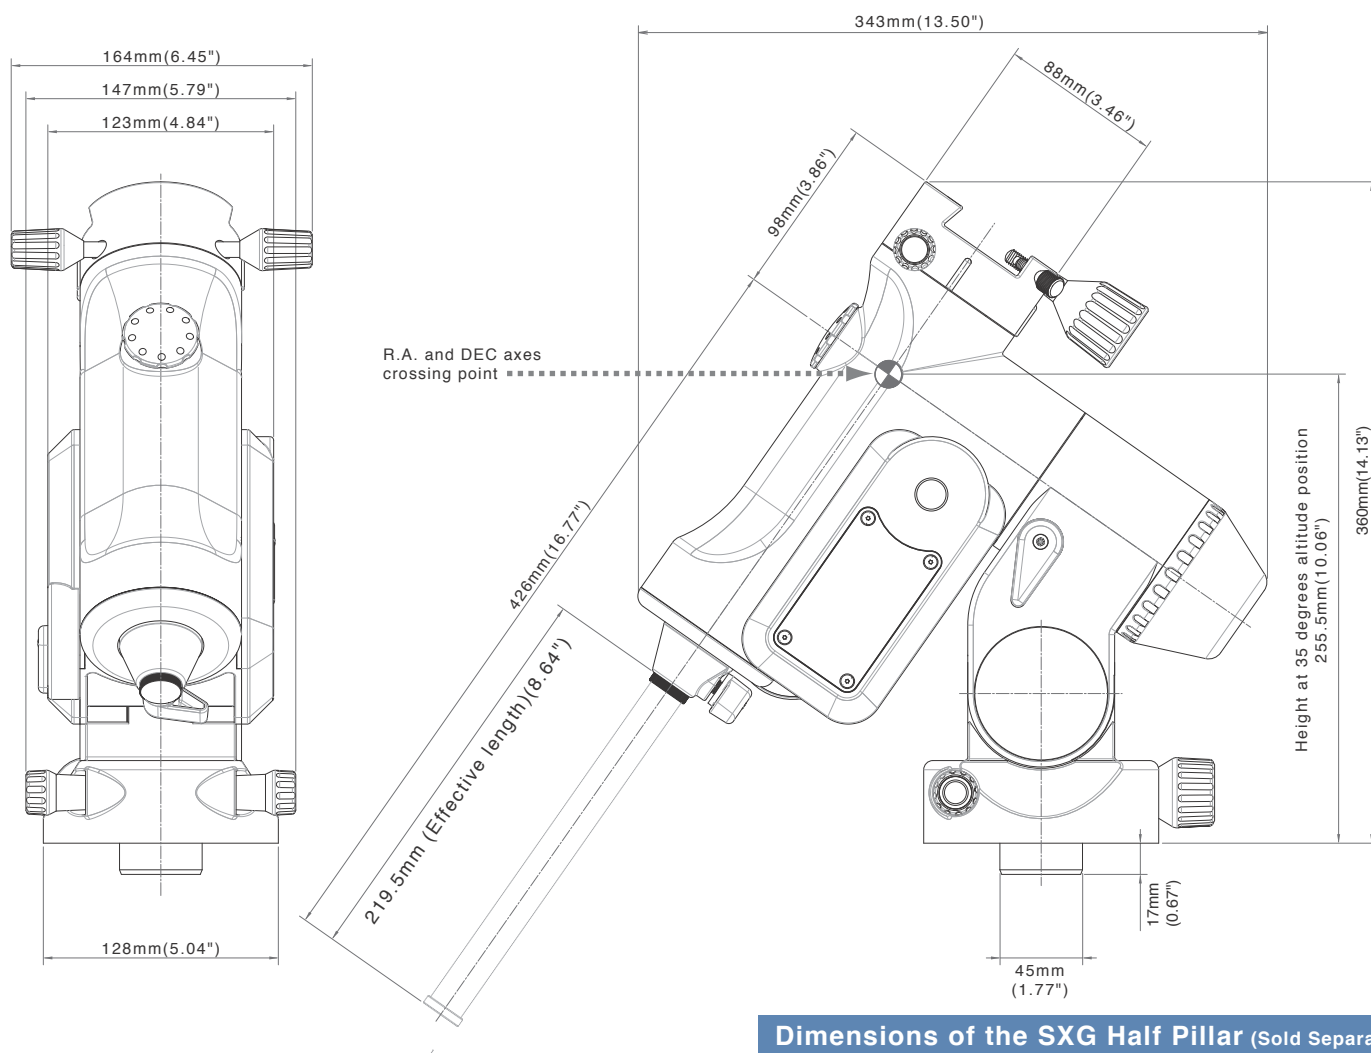 343mm(13.50")
164mm(6.45")
147mm(5.79")
123mm(4.84")
88mm(3.46")
98mm(3.86")
R.A. and DEC axes
crossing point
426mm(16.77")
219.5mm (Effective length)(8.64")
Height at 35 degrees altitude position
255.5mm(10.06")
360mm(14.13")
17mm
(0.67")
128mm(5.04")
45mm
(1.77")
Dimensions of the SXG Half Pillar (Sold Separa